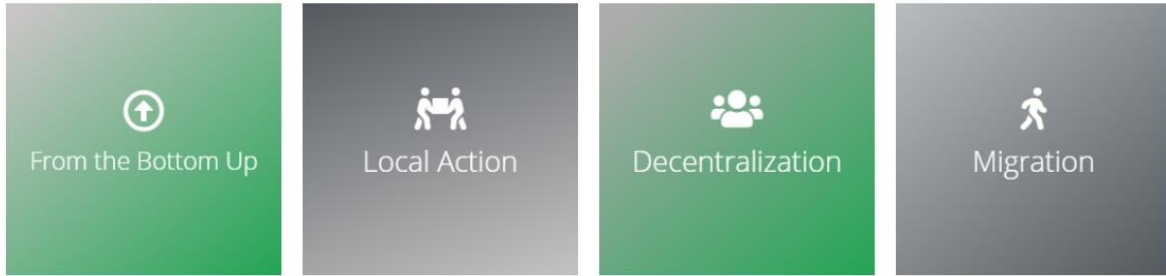 From the Bottom Up
Local Action
Decentralization
Migration